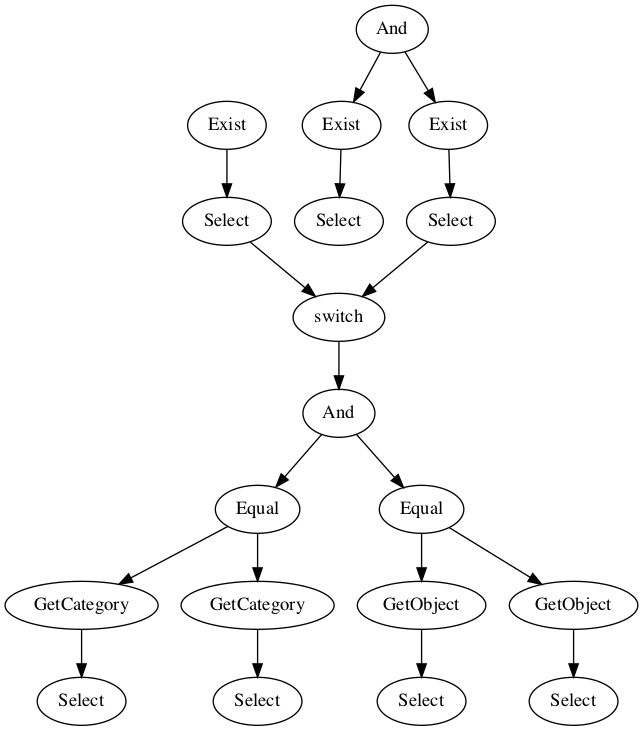 And
Exist Exist Exist
Select Select Select
switch
And
Equal Equal
GetCategory GetCategory GetObject GetObject
Select Select Select Select